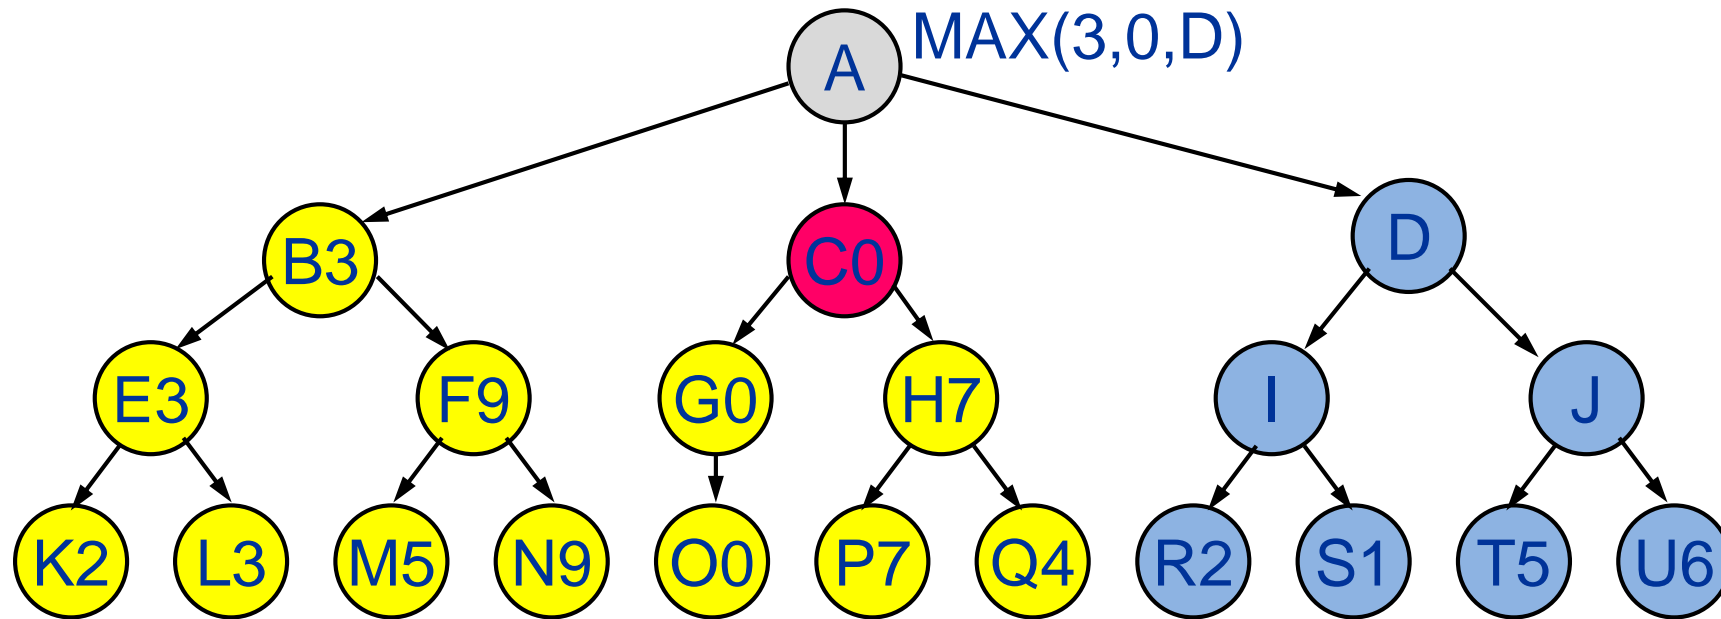 A MAX(3,0,D)
B3 C0 D
E3 F9 G0 H7 I J
K2 L3 M5 N9 O0 P7 Q4 R2 S1 T5 U6